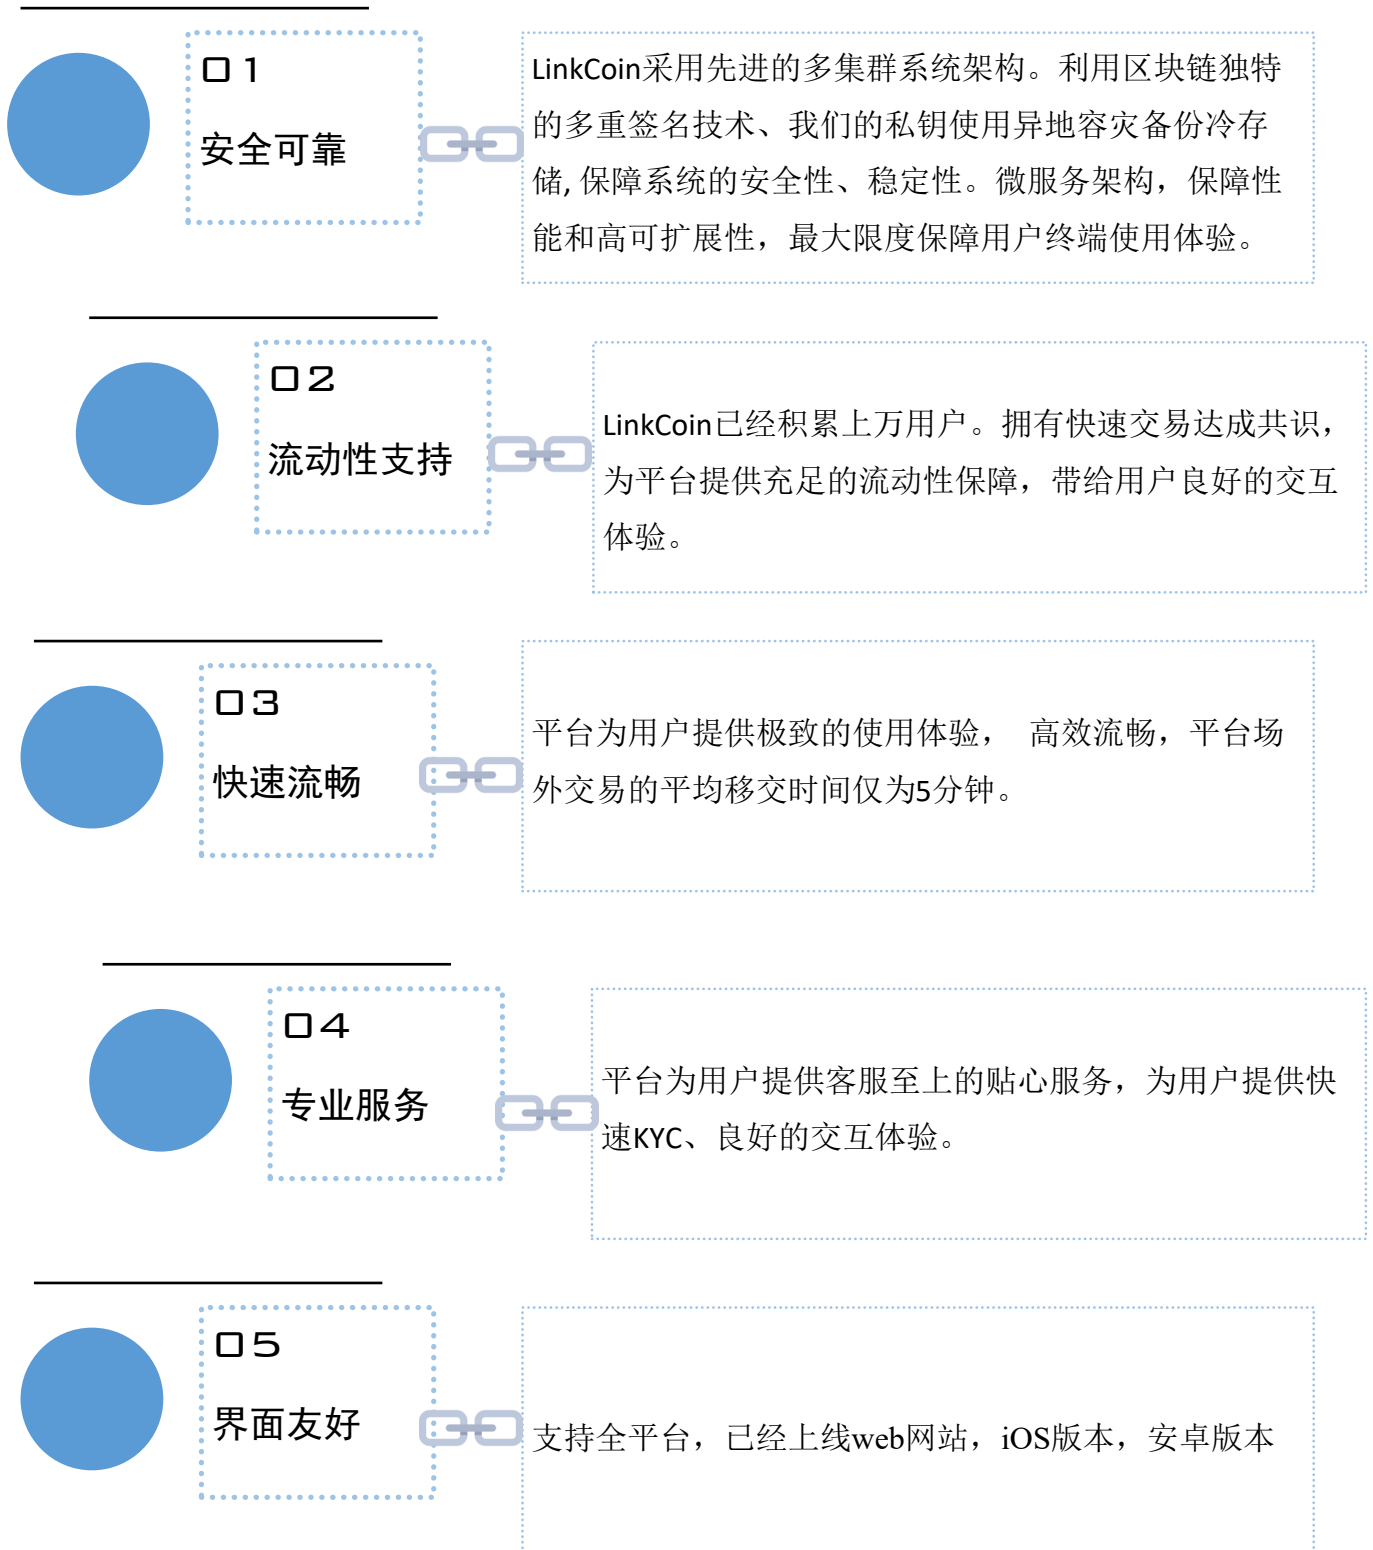 01
安全可靠
LinkCoin采用先进的多集群系统架构。利用区块链独特
的多重签名技术、我们的私钥使用异地容灾备份冷存
储, 保障系统的安全性、稳定性。微服务架构，保障性
能和高可扩展性，最大限度保障用户终端使用体验。
02
流动性支持
LinkCoin已经积累上万用户。拥有快速交易达成共识，
为平台提供充足的流动性保障，带给用户良好的交互
体验。
03
快速流畅
平台为用户提供极致的使用体验， 高效流畅，平台场
外交易的平均移交时间仅为5分钟。
04
专业服务
平台为用户提供客服至上的贴心服务，为用户提供快
速KYC、良好的交互体验。
05
界面友好
支持全平台，已经上线web网站，iOS版本，安卓版本